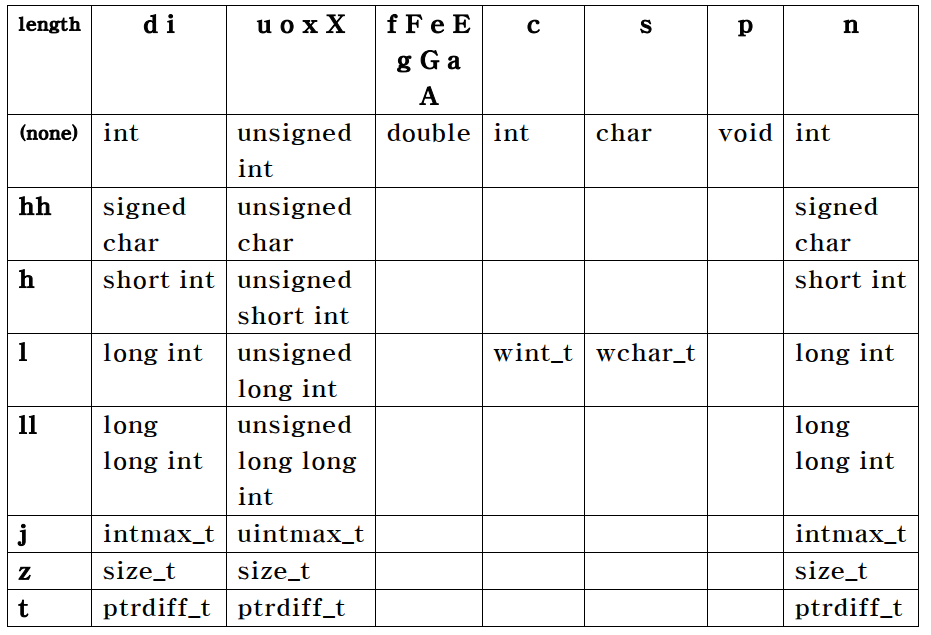 length d i u o x X f F e E c s p n
g G a
A
(none) int unsigned double int char void int
int
hh signed unsigned signed
char char char
h short int unsigned short int
short int
l long int unsigned wint_t wchar_t long int
long int
ll long unsigned long
long int long long long int
int
j intmax_t uintmax_t intmax_t
z size_t size_t size_t
t ptrdiff_t ptrdiff_t ptrdiff_t